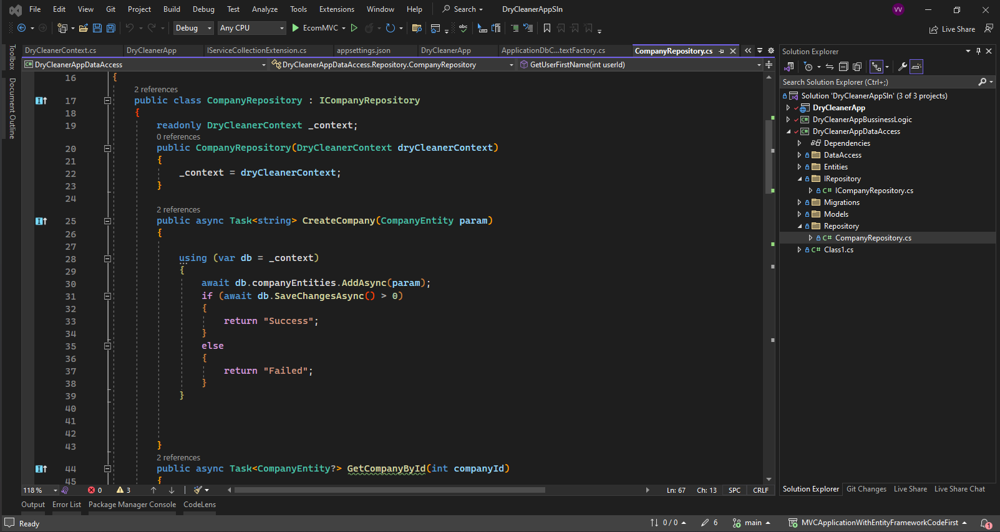 File Edit View Git Project Build Debug Test Analyze Tools Extensions Window Help Search DryCleanerAppSln VV
Debug Any CPU EcomMVC Live Share
DryCleanerContext.cs DryCleanerApp IServiceCollectionExtension.cs appsettings.json DryCleanerApp ApplicationDbC...textFactory.cs CompanyRepository.cs
DryCleanerAppDataAccess DryCleanerAppDataAccess.Repository.CompanyRepository GetUserFirstName(int userId)
Toolbox
Document Outline
16 {
2 references
17 public class CompanyRepository : ICompanyRepository
18 {
19 readonly DryCleanerContext _context;
0 references
20 public CompanyRepository(DryCleanerContext dryCleanerContext)
21 {
22 _context = dryCleanerContext;
23 }
24
2 references
25 public async Task<string> CreateCompany(CompanyEntity param)
26 {
27
28 using (var db = _context)
29 {
30 await db.companyEntities.AddAsync(param);
31 if (await db.SaveChangesAsync() > 0)
32 {
33 return "Success";
34 }
35 else
36 {
37 return "Failed";
38 }
39 }
40
41
42
43 }
2 references
44 public async Task<CompanyEntity?> GetCompanyById(int companyId)
45 {
118 % 0 3 Ln: 67 Ch: 13 SPC CRLF
Output Error List Package Manager Console CodeLens
Solution Explorer
Search Solution Explorer (Ctrl+;)
Solution 'DryCleanerAppSln' (3 of 3 projects)
DryCleanerApp
C# DryCleanerAppBussinessLogic
C# DryCleanerAppDataAccess
Dependencies
DataAccess
Entities
IRepository
C# ICompanyRepository.cs
Migrations
Models
Repository
C# CompanyRepository.cs
C# Class1.cs
Solution Explorer Git Changes Live Share Live Share Chat
Ready 0 / 0 6 main MVCApplicationWithEntityFrameworkCodeFirst 1